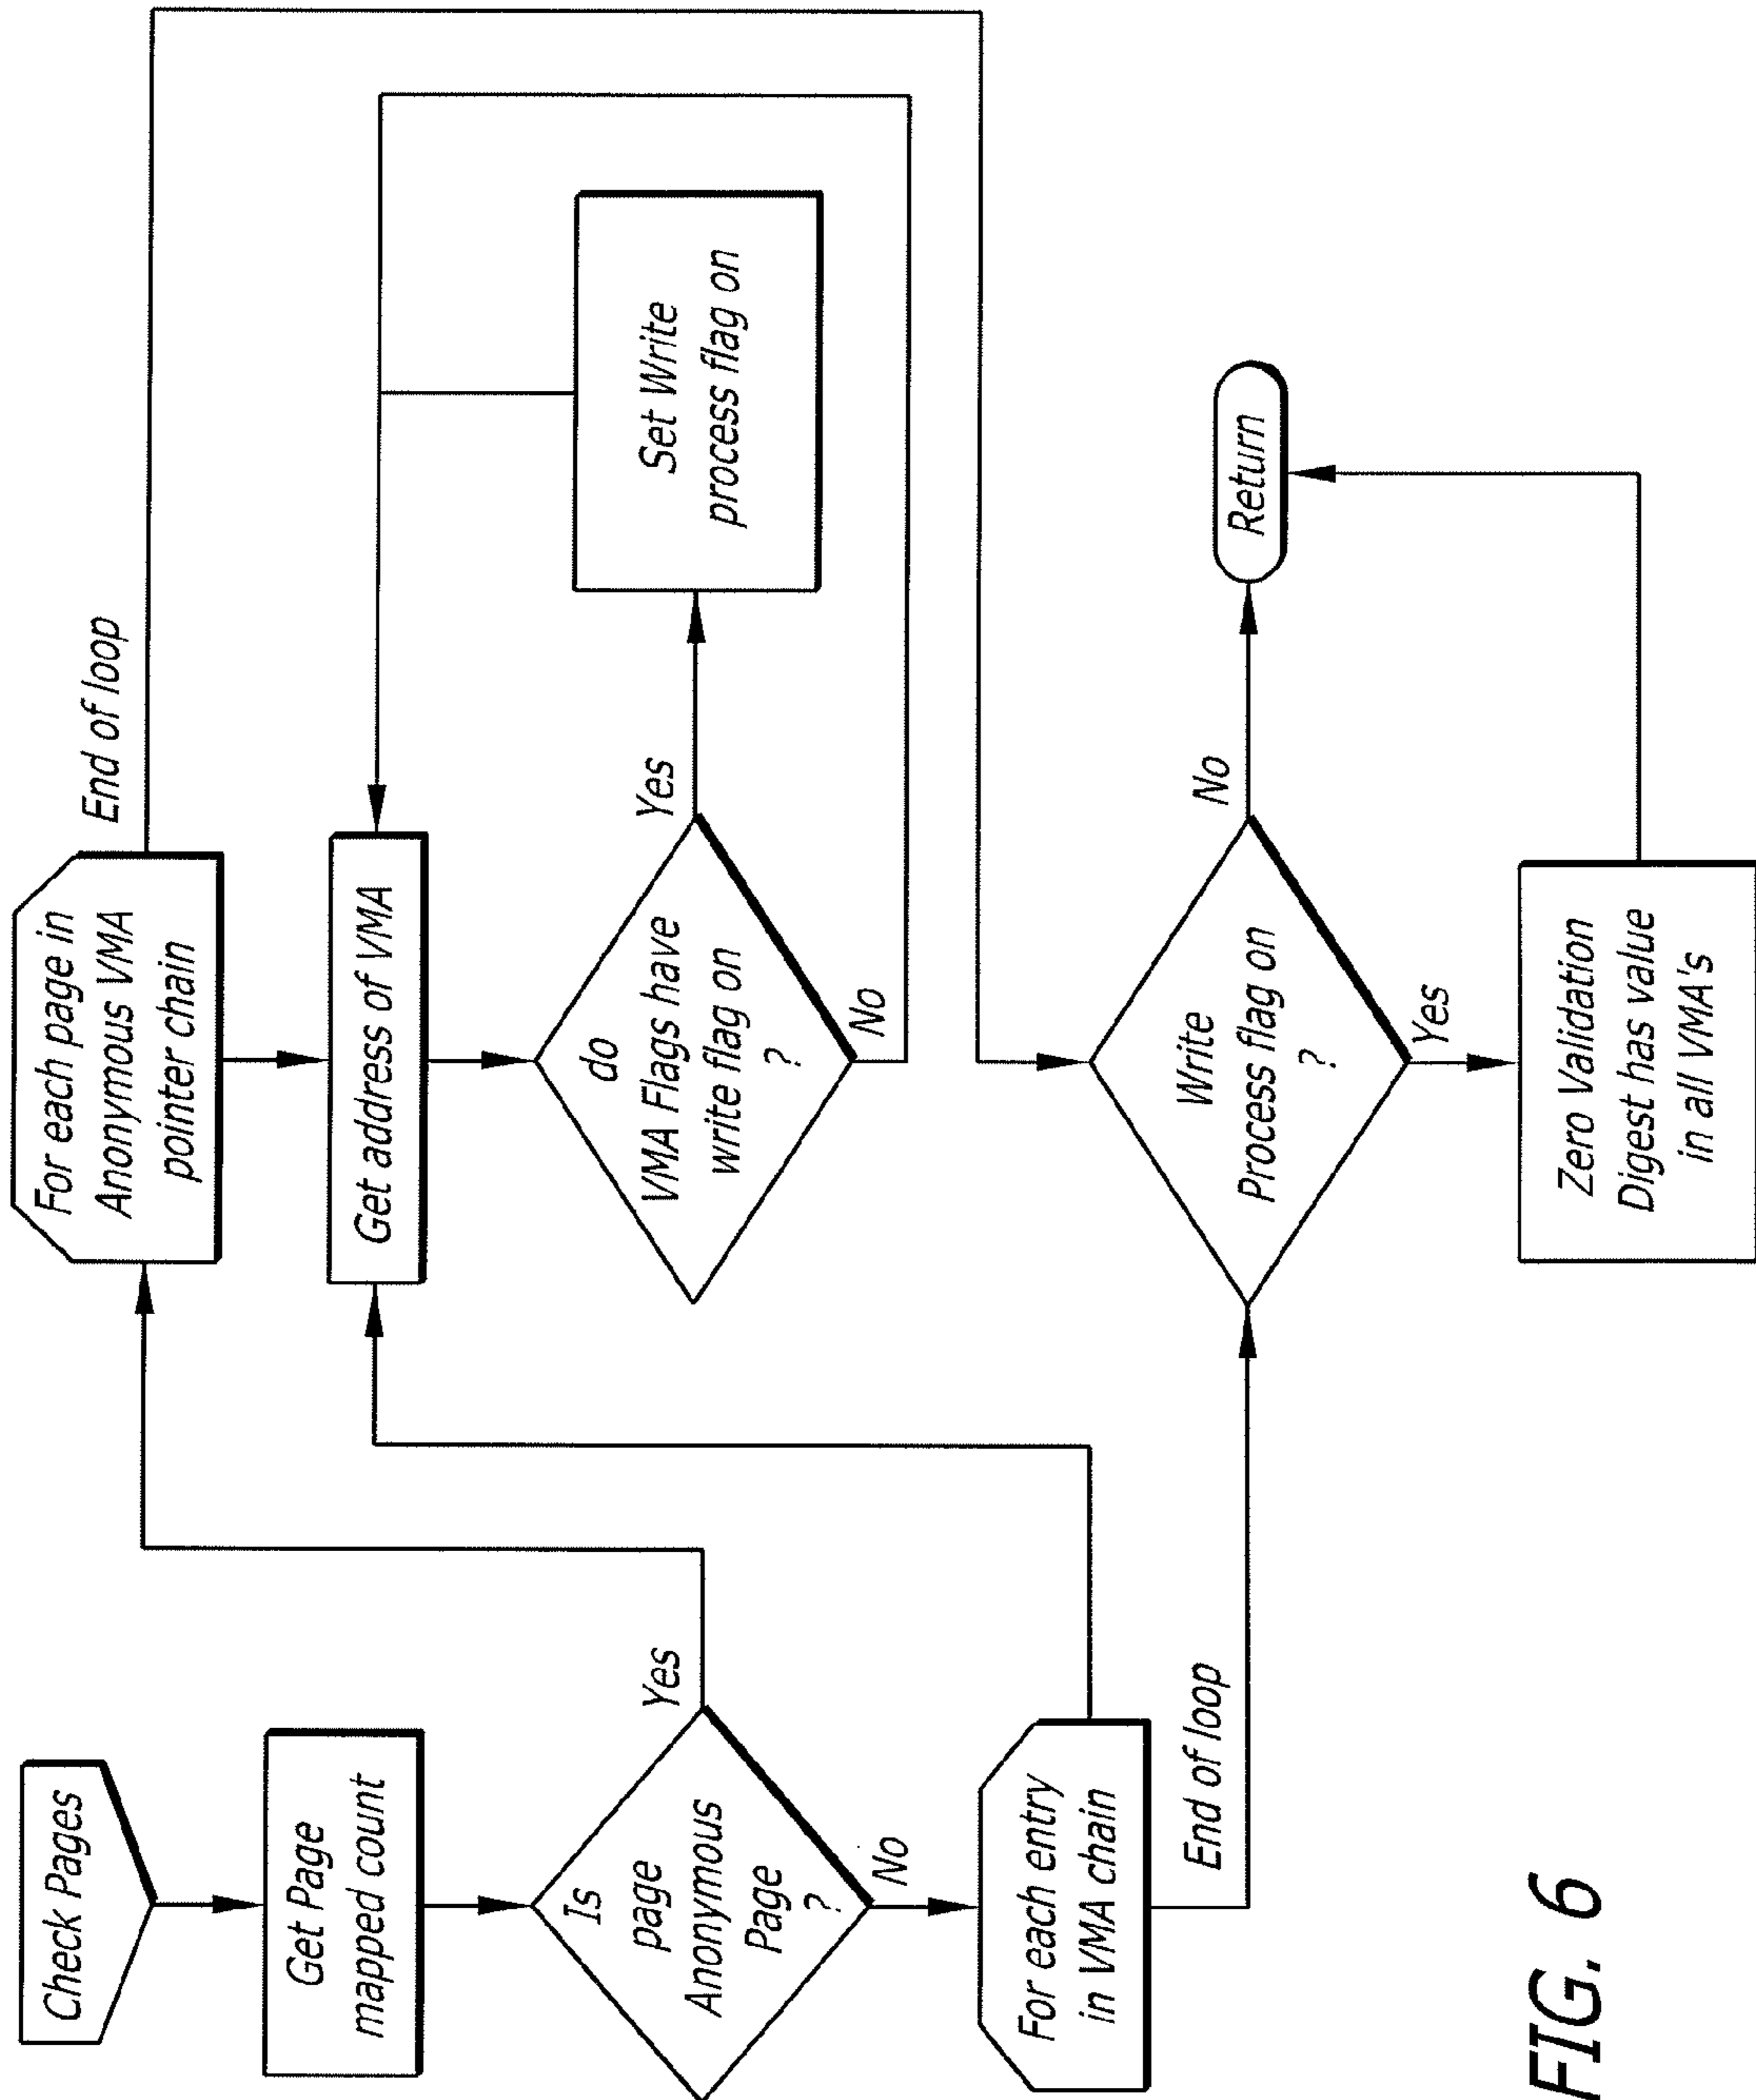 Check Pages
Get Page
mapped count
Is
page
Anonymous
Page
?
Yes
No
For each entry
in VMA chain
End of loop
For each page in
Anonymous VMA
pointer chain
End of loop
Get address of VMA
do
VMA Flags have
write flag on
?
Yes
No
Set Write
process flag on
Write
Process flag on
?
No
Yes
Return
Zero Validation
Digest has value
in all VMA's
FIG. 6